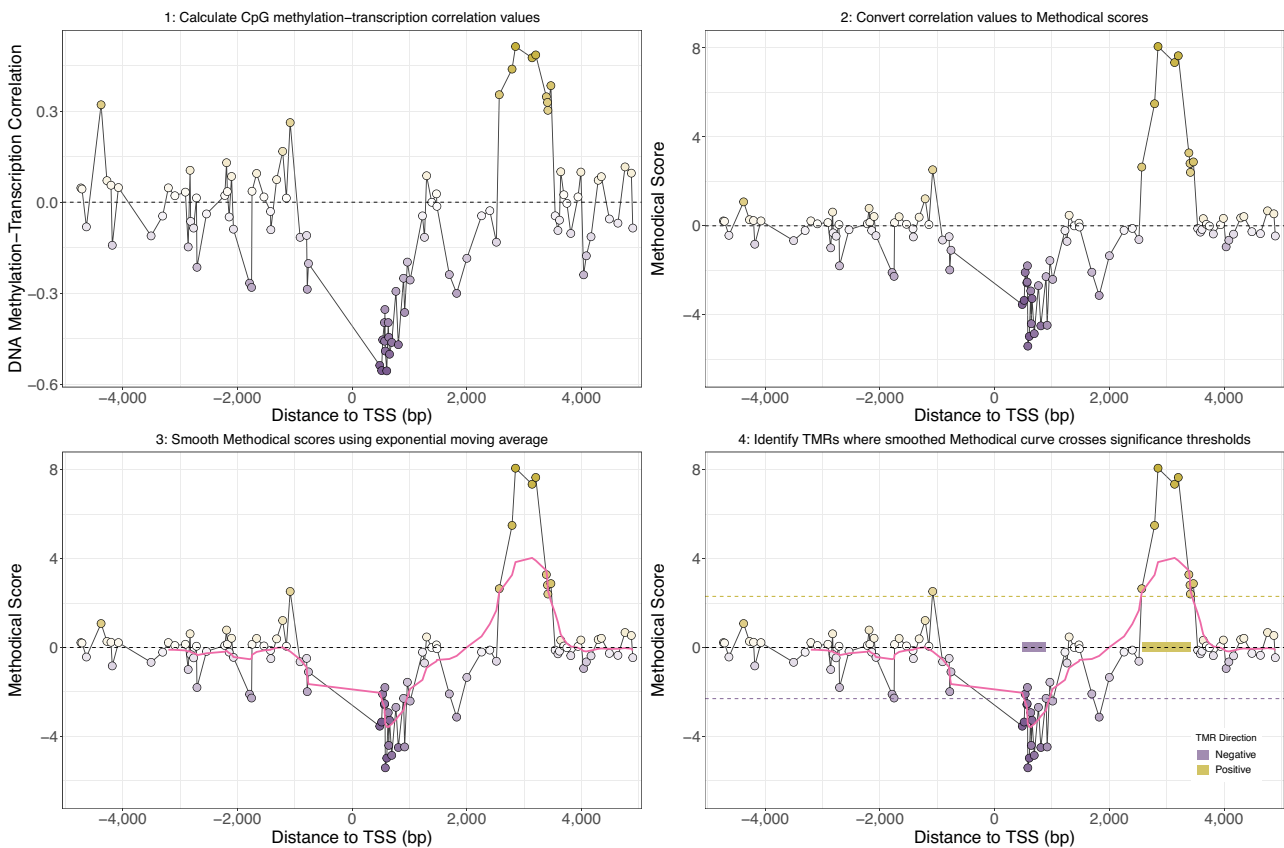 1: Calculate CpG methylation−transcription correlation values
DNA Methylation−Transcription Correlation
0.3
0.0
−0.3
−0.6
−4,000 −2,000 0 2,000 4,000
Distance to TSS (bp)
2: Convert correlation values to Methodical scores
Methodical Score
8
4
0
−4
−4,000 −2,000 0 2,000 4,000
Distance to TSS (bp)
3: Smooth Methodical scores using exponential moving average
Methodical Score
8
4
0
−4
−4,000 −2,000 0 2,000 4,000
Distance to TSS (bp)
4: Identify TMRs where smoothed Methodical curve crosses significance thresholds
Methodical Score
8
4
0
−4
−4,000 −2,000 0 2,000 4,000
Distance to TSS (bp)
TMR Direction
Negative
Positive